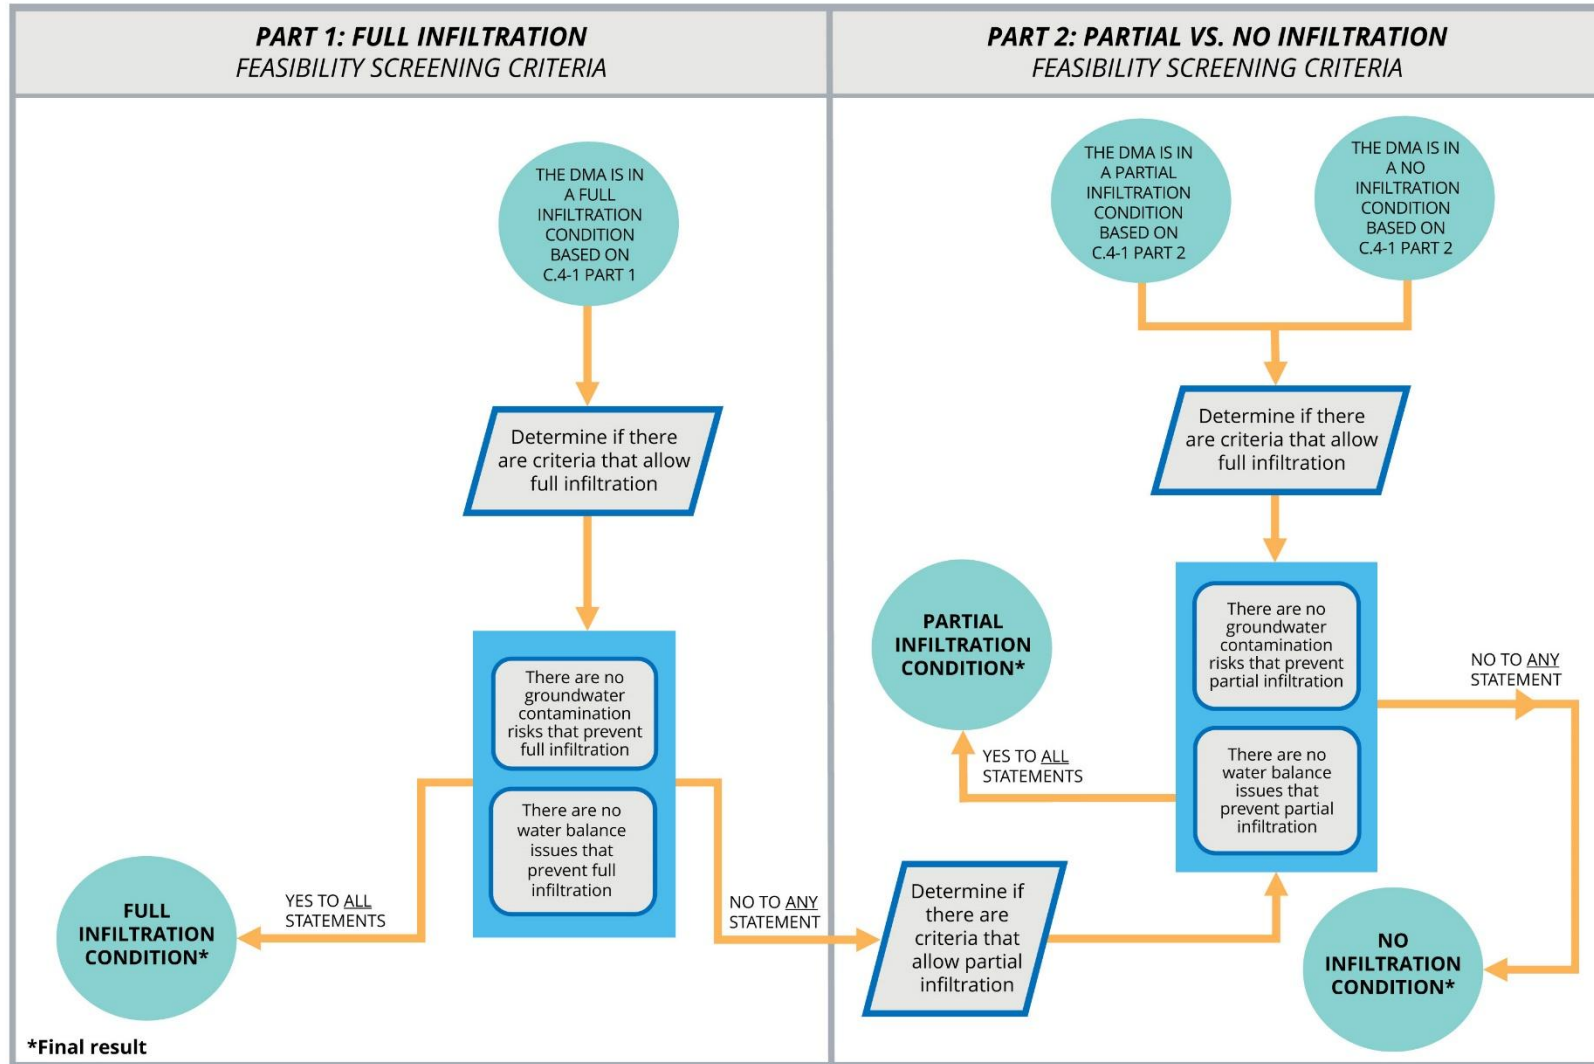 PART 1: FULL INFILTRATION
FEASIBILITY SCREENING CRITERIA
THE DMA IS IN
A FULL
INFILTRATION
CONDITION
BASED ON
C.4-1 PART 1
Determine if there
are criteria that allow
full infiltration
There are no
groundwater
contamination
risks that prevent
full infiltration
There are no
water balance
issues that
prevent full
infiltration
YES TO ALL
STATEMENTS
FULL
INFILTRATION
CONDITION*
NO TO ANY
STATEMENT
*Final result
PART 2: PARTIAL VS. NO INFILTRATION
FEASIBILITY SCREENING CRITERIA
THE DMA IS IN
A PARTIAL
INFILTRATION
CONDITION
BASED ON
C.4-1 PART 2
THE DMA IS IN
A NO
INFILTRATION
CONDITION
BASED ON
C.4-1 PART 2
Determine if there
are criteria that allow
full infiltration
There are no
groundwater
contamination
risks that prevent
partial infiltration
There are no
water balance
issues that
prevent partial
infiltration
PARTIAL
INFILTRATION
CONDITION*
YES TO ALL
STATEMENTS
NO TO ANY
STATEMENT
Determine if
there are
criteria that
allow partial
infiltration
NO
INFILTRATION
CONDITION*